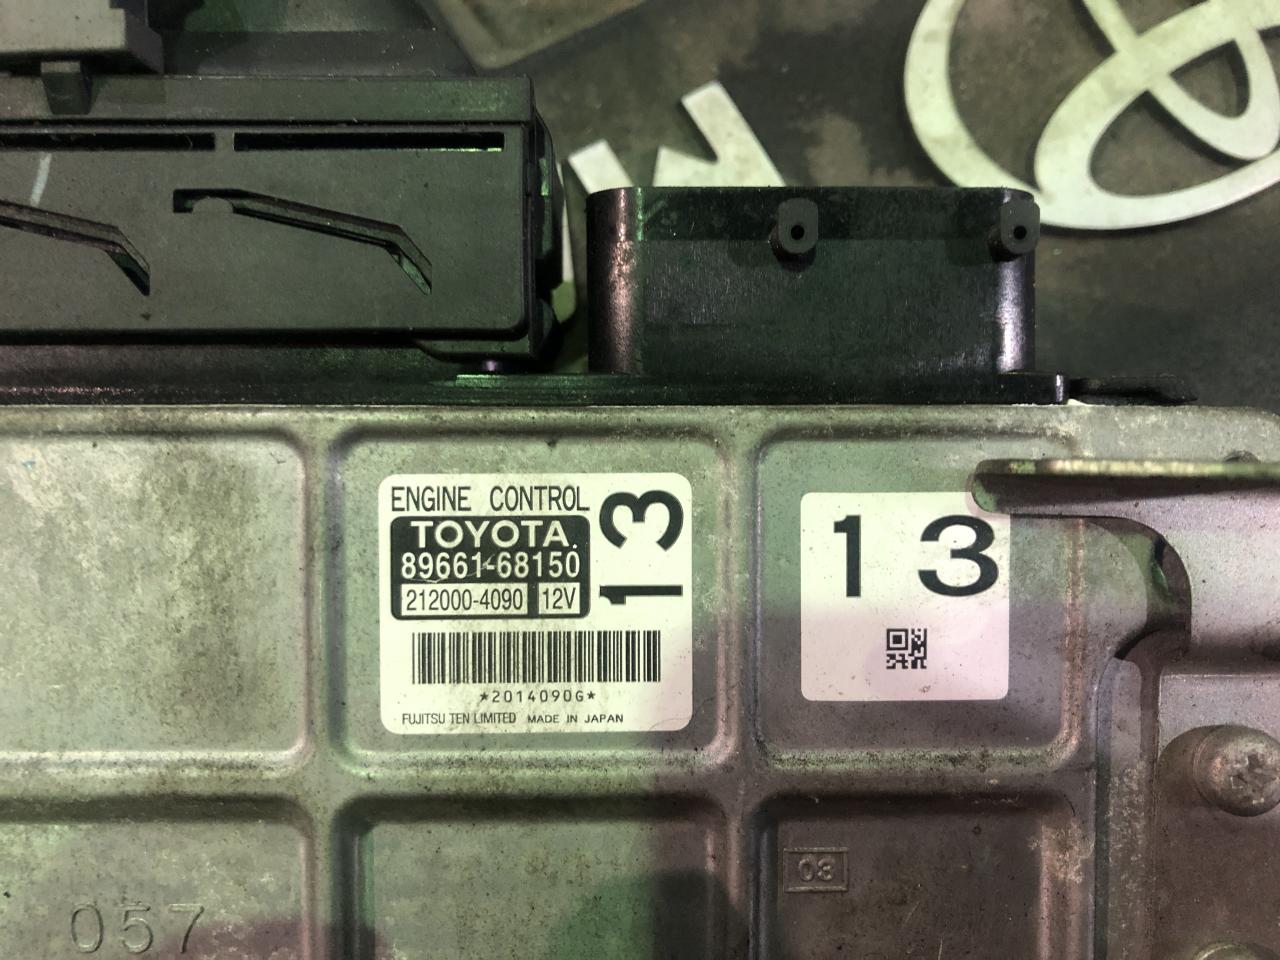 ENGINE CONTROL
TOYOTA
89661-68150
212000-4090 12V
13
*2014090G*
FUJITSU TEN LIMITED MADE IN JAPAN
13
03
057